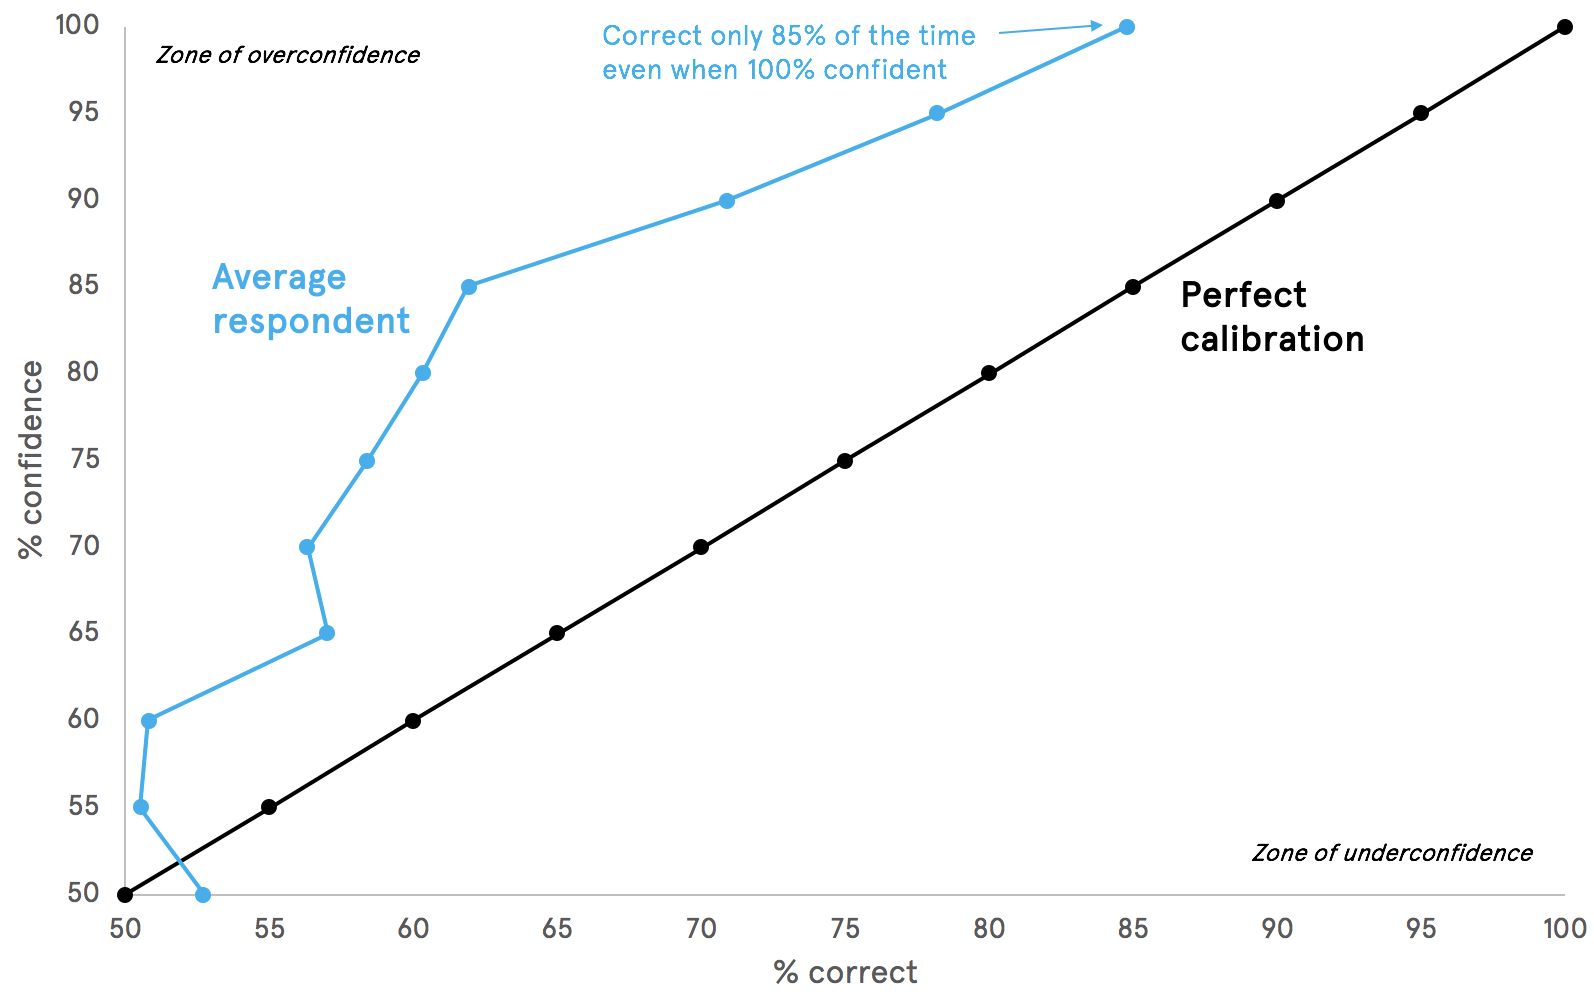 100
Zone of overconfidence
Correct only 85% of the time
even when 100% confident
95
90
85
Average
respondent
Perfect
calibration
80
75
70
65
60
55
50
% confidence
Zone of underconfidence
50 55 60 65 70 75 80 85 90 95 100
% correct